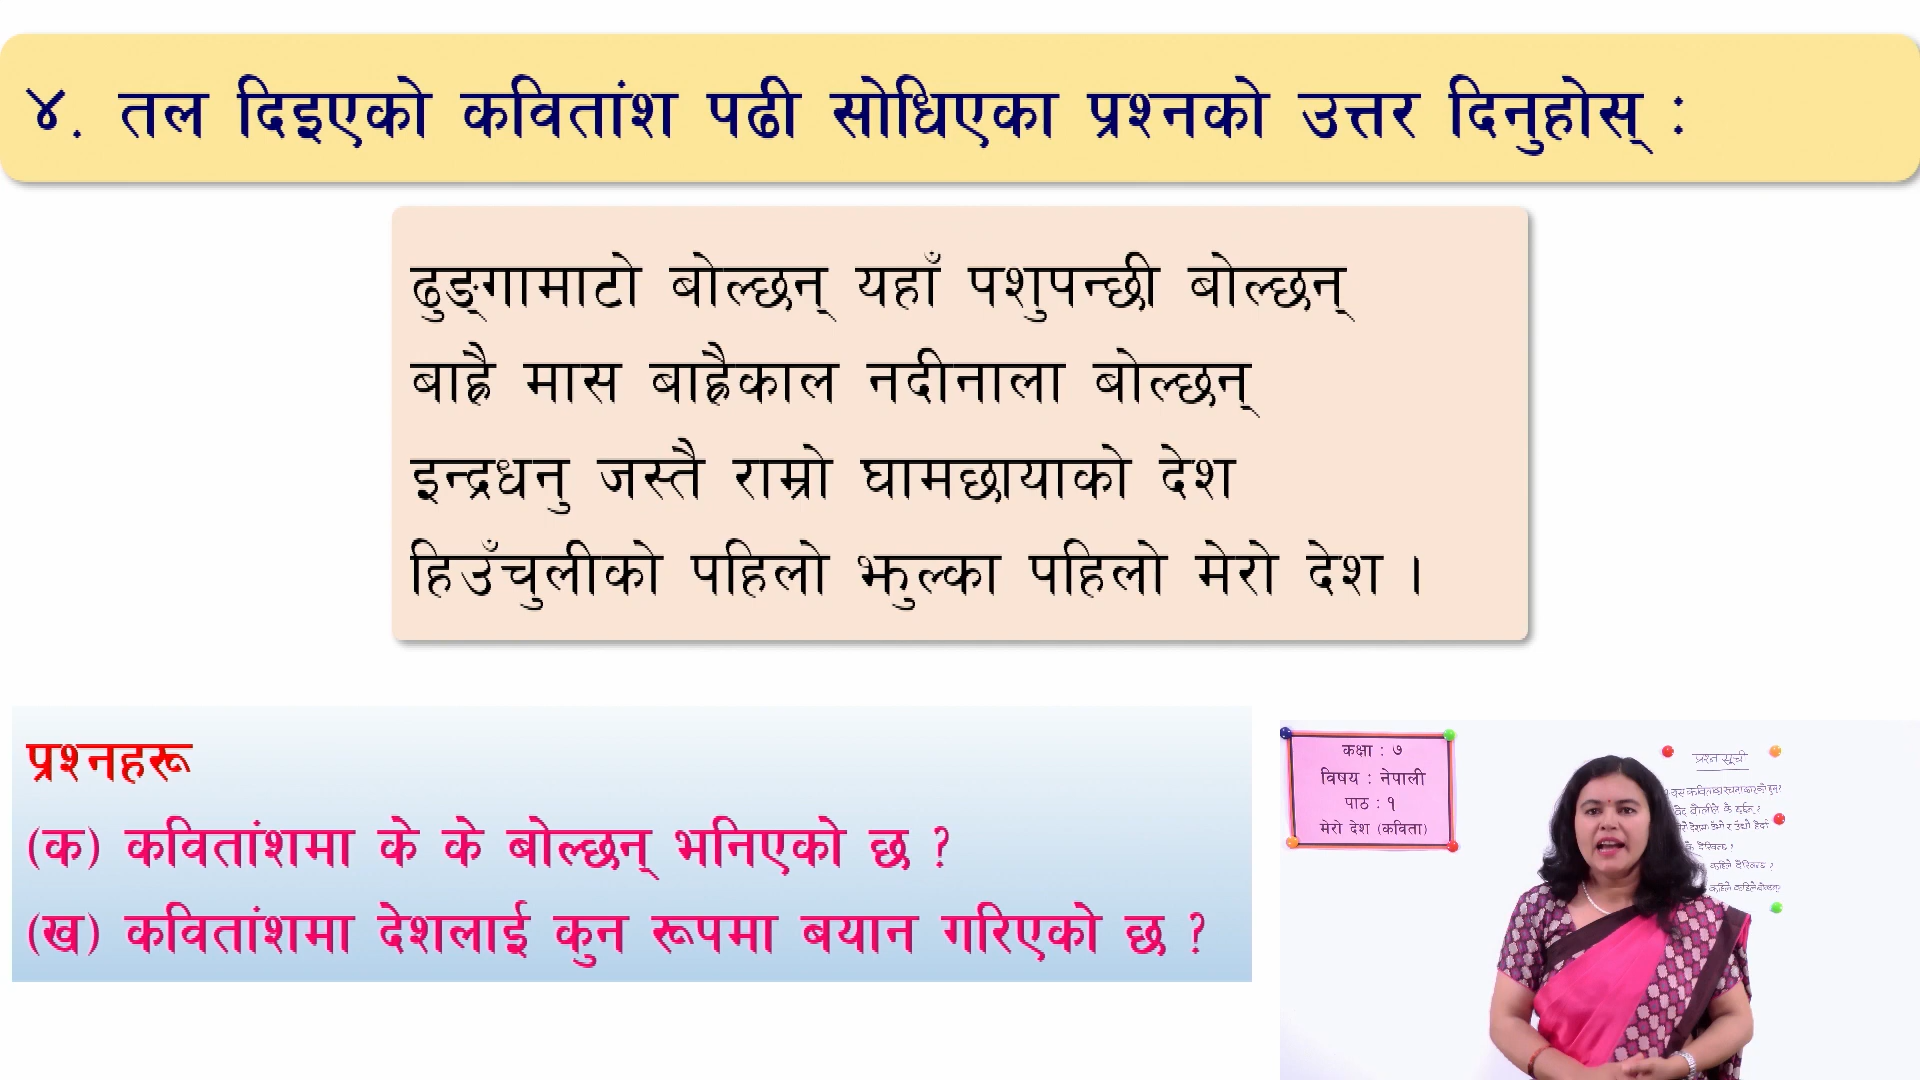 ४. तल दिइएको कवितांश पढी सोधिएका प्रश्नको उत्तर दिनुहोस् :
ढुङ्गामाटो बोल्छन् यहाँ पशुपन्छी बोल्छन्
बाह्रै मास बाह्रैकाल नदीनाला बोल्छन्
इन्द्रधनु जस्तै राम्रो घामछायाको देश
हिउँचुलीको पहिलो झुल्का पहिलो मेरो देश ।
प्रश्नहरू
(क) कवितांशमा के के बोल्छन् भनिएको छ ?
(ख) कवितांशमा देशलाई कुन रूपमा बयान गरिएको छ ?
कक्षा : ७
विषय : नेपाली
पाठ : १
मेरो देश (कविता)
प्रश्न सूची